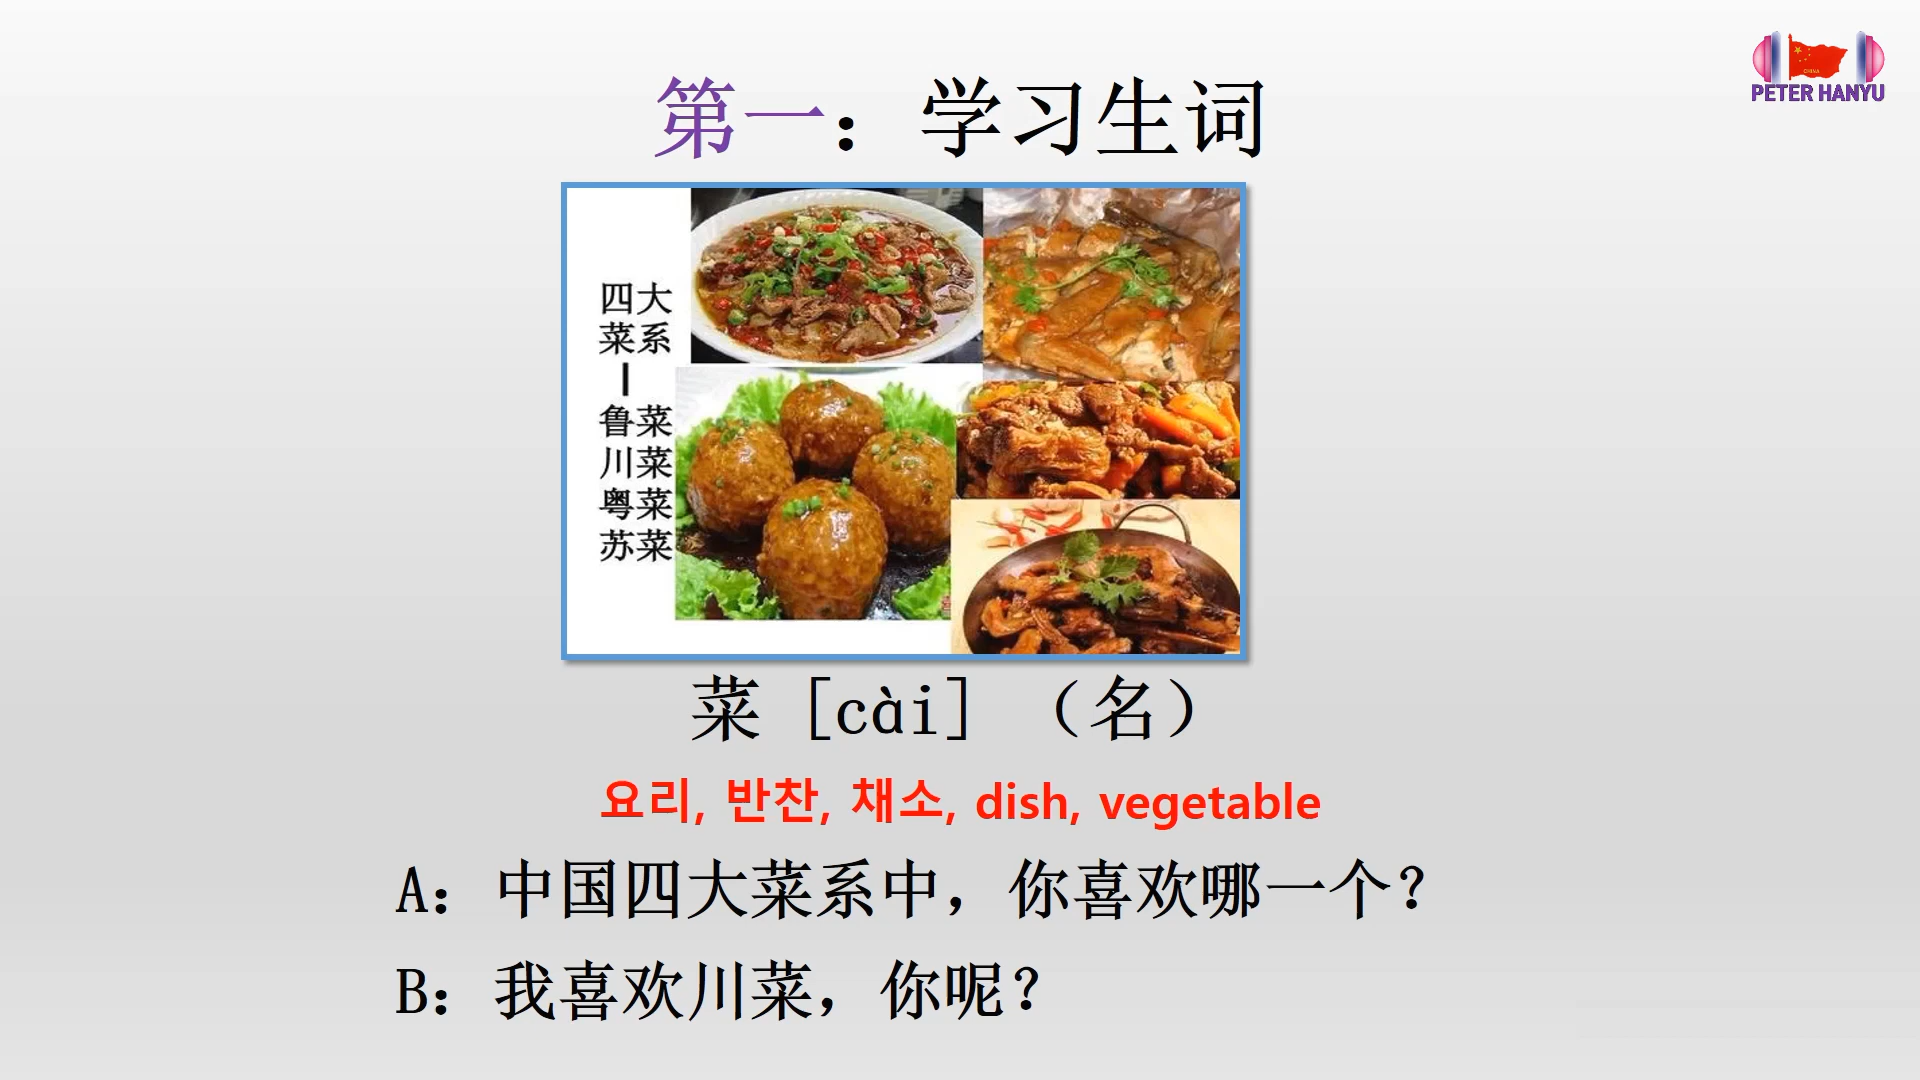 第一：学习生词
PETER HANYU
四大
菜系
—
鲁菜
川菜
粤菜
苏菜
菜 [cài] （名）
요리, 반찬, 채소, dish, vegetable
A：中国四大菜系中，你喜欢哪一个？
B：我喜欢川菜，你呢？